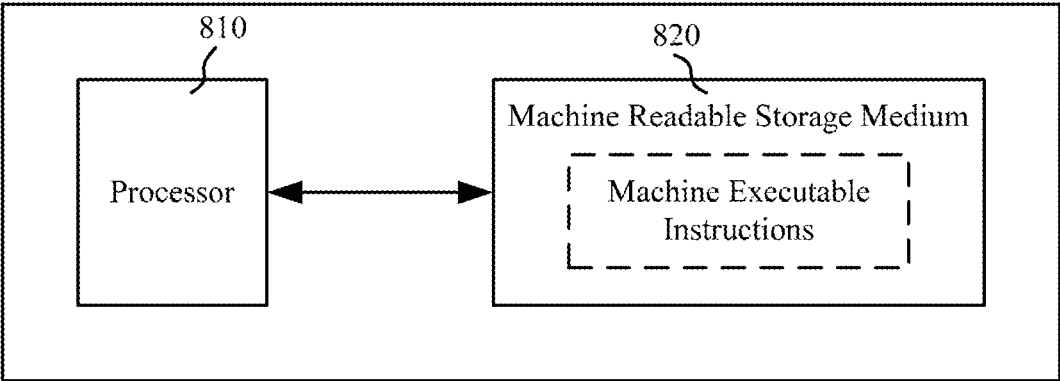 810
820
Machine Readable Storage Medium
Processor
Machine Executable
Instructions